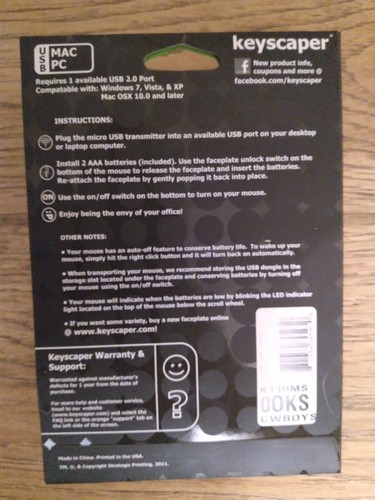 USB
MAC
PC
keyscaper
Requires 1 available USB 2.0 Port
Compatable with: Windows 7, Vista, & XP
Mac OSX 10.0 and later
f New product info,
coupons and more @
facebook.com/keyscaper
INSTRUCTIONS:
Plug the micro USB transmitter into an available USB port on your desktop
or laptop computer.
Install 2 AAA batteries (included). Use the faceplate unlock switch on the
bottom of the mouse to release the faceplate and insert the batteries.
Re-attach the faceplate by gently popping it back into place.
ON Use the on/off switch on the bottom to turn on your mouse.
Enjoy being the envy of your office!
OTHER NOTES:
• Your mouse has an auto-off feature to conserve battery life. To wake up your
mouse, simply hit the right click button and it will turn back on automatically.
• When transporting your mouse, we recommend storing the USB dongle in the
storage slot located under the faceplate and conserving batteries by turning off
your mouse using the on/off switch.
• Your mouse will indicate when the batteries are low by blinking the LED indicator
light located on the top of the mouse below the scroll wheel.
• If you want some variety, buy a new faceplate online
@ www.keyscaper.com!
Keyscaper Warranty &
Support:
Warranted against manufacturer's
defects for 1 year from the date of
purchase.
For more help and customer service,
head to our website
(www.keyscaper.com) and select the
FAQ link or the orange "support" tab on
the left side of the screen.
?
OOKS
CWBOYS
Made in China. Printed in the USA.
TM, ©, & Copyright Strategic Printing, 2011.